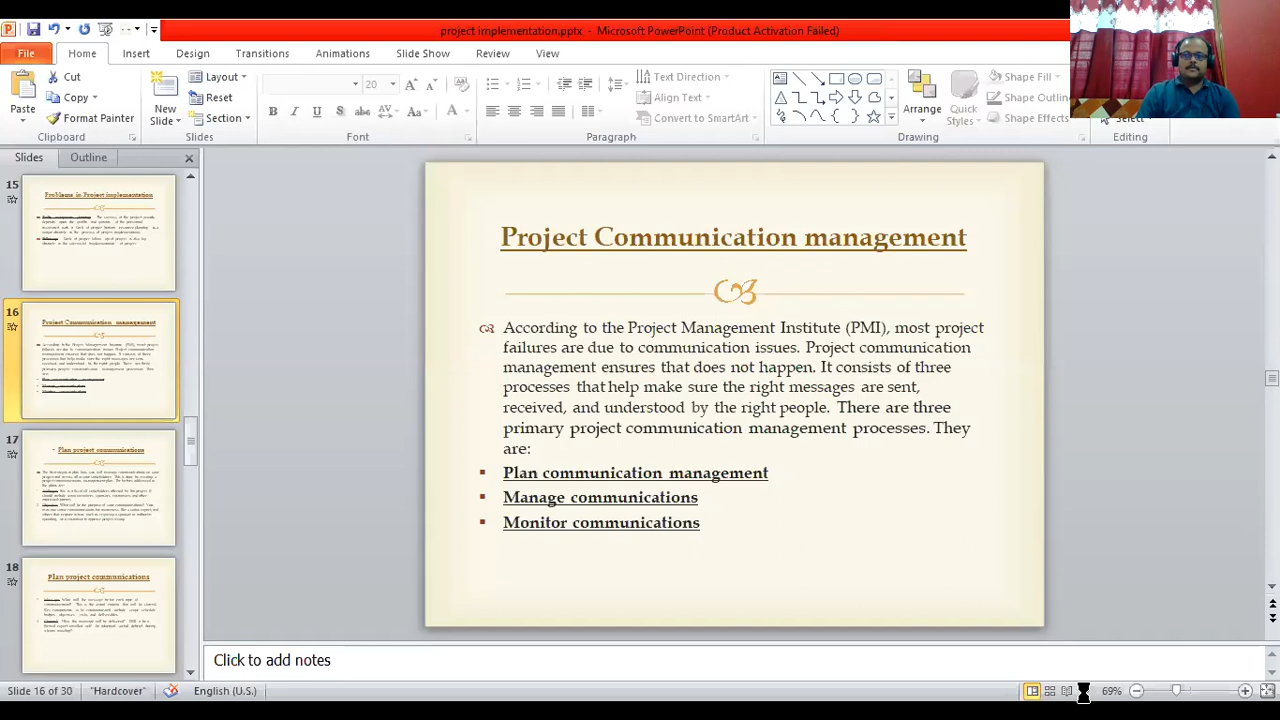 project implementation.pptx - Microsoft PowerPoint (Product Activation Failed)
File Home Insert Design Transitions Animations Slide Show Review View
Paste Cut Copy Format Painter
New Slide Layout Reset Section
20
Text Direction
Align Text
Convert to SmartArt
Arrange Quick Styles
Shape Fill
Shape Outline
Shape Effects
Select
Clipboard Slides Font Paragraph Drawing Editing
Slides Outline
15
Problems in Project implementation
16
Project Communication management
17
Plan project communications
18
Plan project communications
Project Communication management
According to the Project Management Institute (PMI), most project
failures are due to communication issues. Project communication
management ensures that does not happen. It consists of three
processes that help make sure the right messages are sent,
received, and understood by the right people. There are three
primary project communication management processes. They
are:
▪ Plan communication management
▪ Manage communications
▪ Monitor communications
Click to add notes
Slide 16 of 30 "Hardcover" English (U.S.) 69%